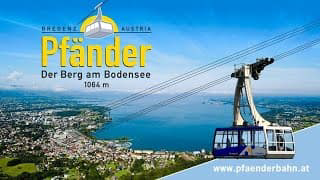 BREGENZ AUSTRIA
Pfänder
Der Berg am Bodensee
1064 m
www.pfaenderbahn.at